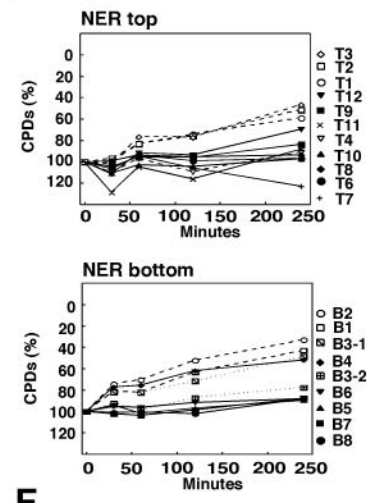 NER top
CPDs (%)
0
20
40
60
80
100
120
0 50 100 150 200 250
Minutes
T3
T2
T1
T12
T9
T11
T4
T10
T8
T6
T7
NER bottom
CPDs (%)
0
20
40
60
80
100
120
0 50 100 150 200 250
Minutes
B2
B1
B3-1
B4
B3-2
B6
B5
B7
B8